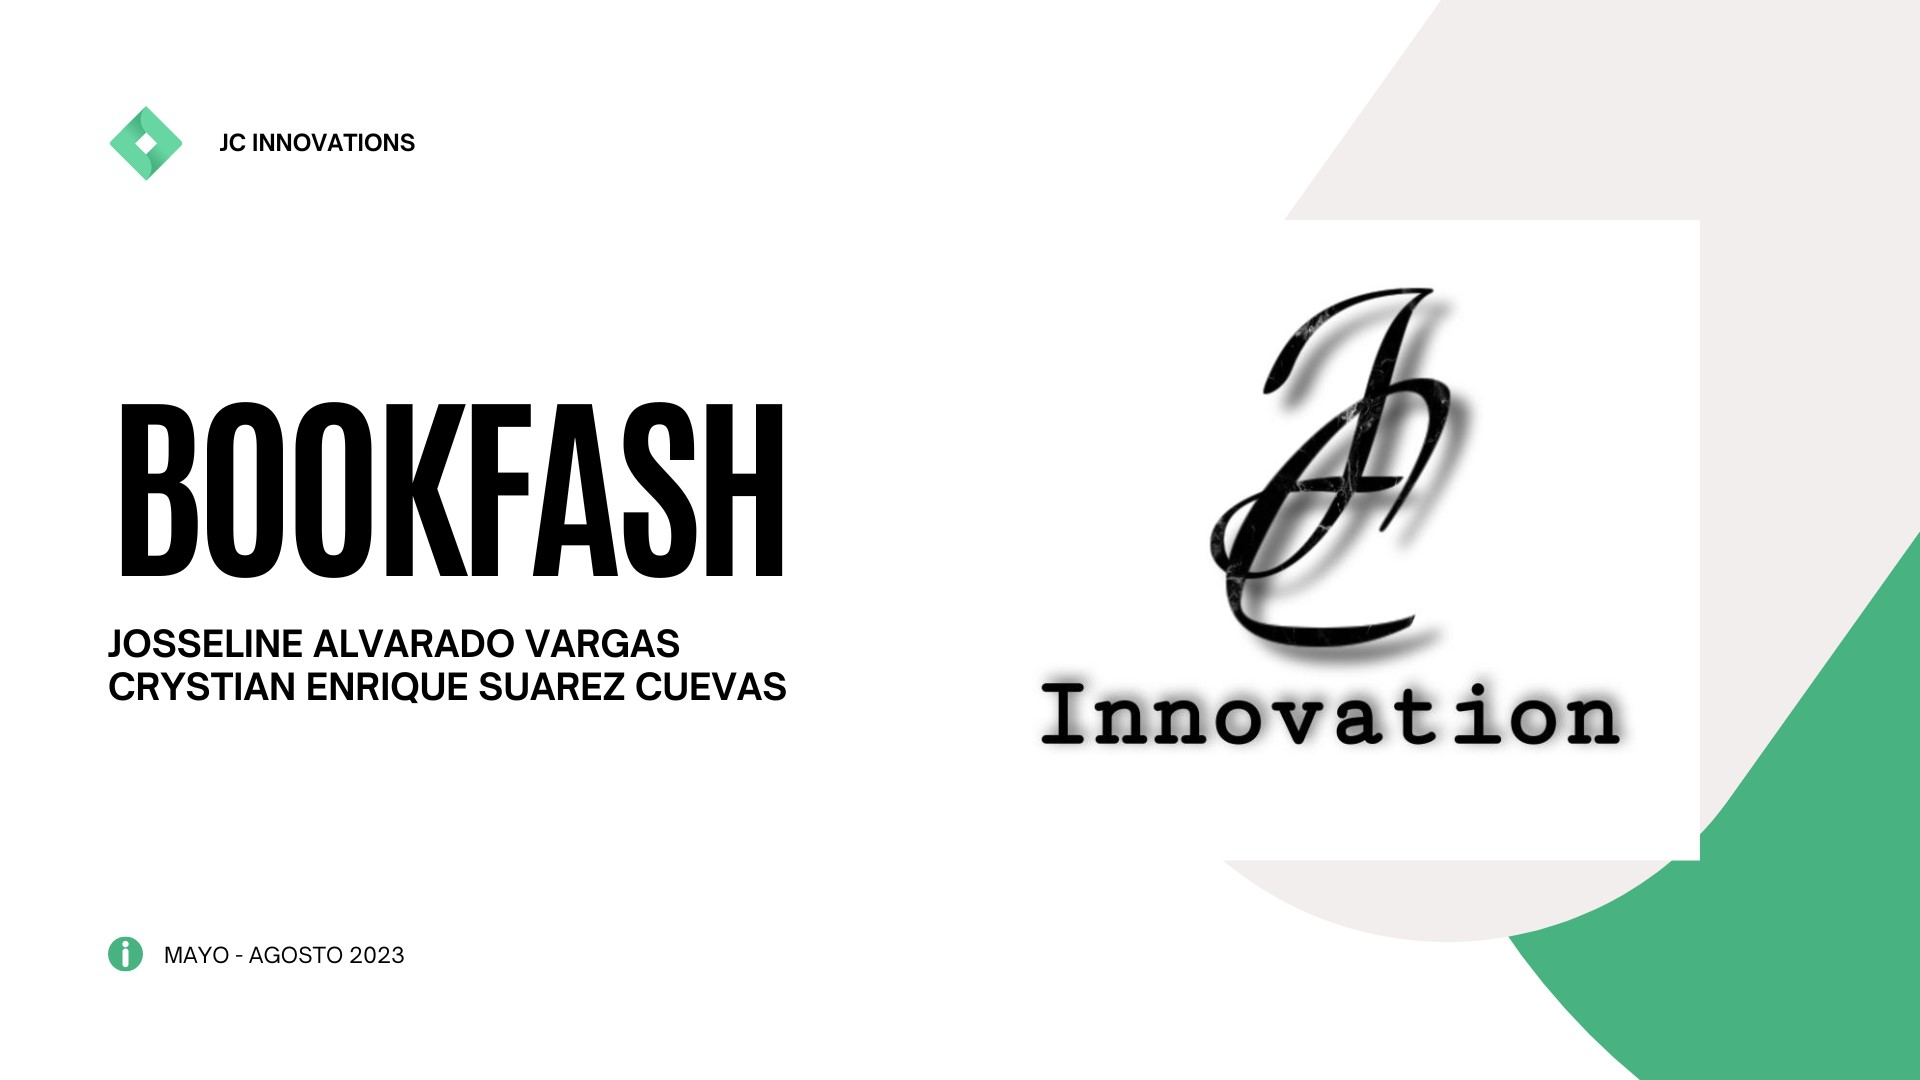 JC INNOVATIONS
BOOKFASH
JOSSELINE ALVARADO VARGAS
CRYSTIAN ENRIQUE SUAREZ CUEVAS
JC
Innovation
MAYO - AGOSTO 2023